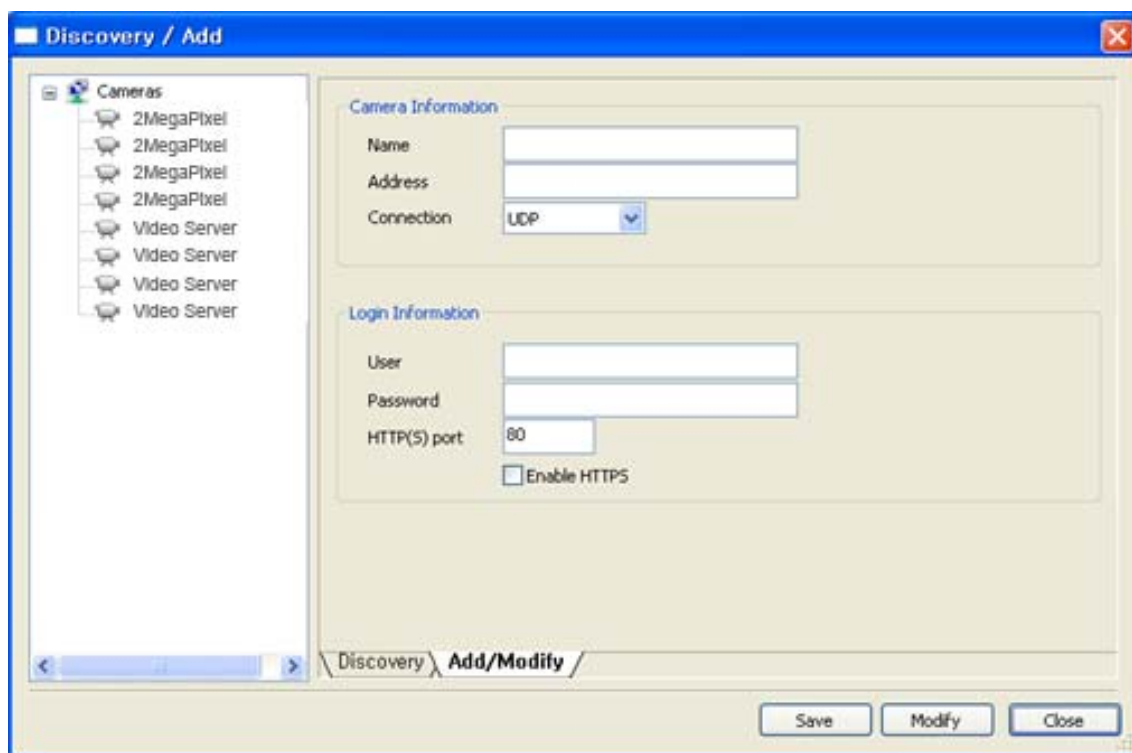 Discovery / Add
Cameras
2MegaPixel
2MegaPixel
2MegaPixel
2MegaPixel
Video Server
Video Server
Video Server
Video Server
Camera Information
Name
Address
Connection
UDP
Login Information
User
Password
HTTP(S) port
80
Enable HTTPS
Discovery
Add/Modify
Save
Modify
Close